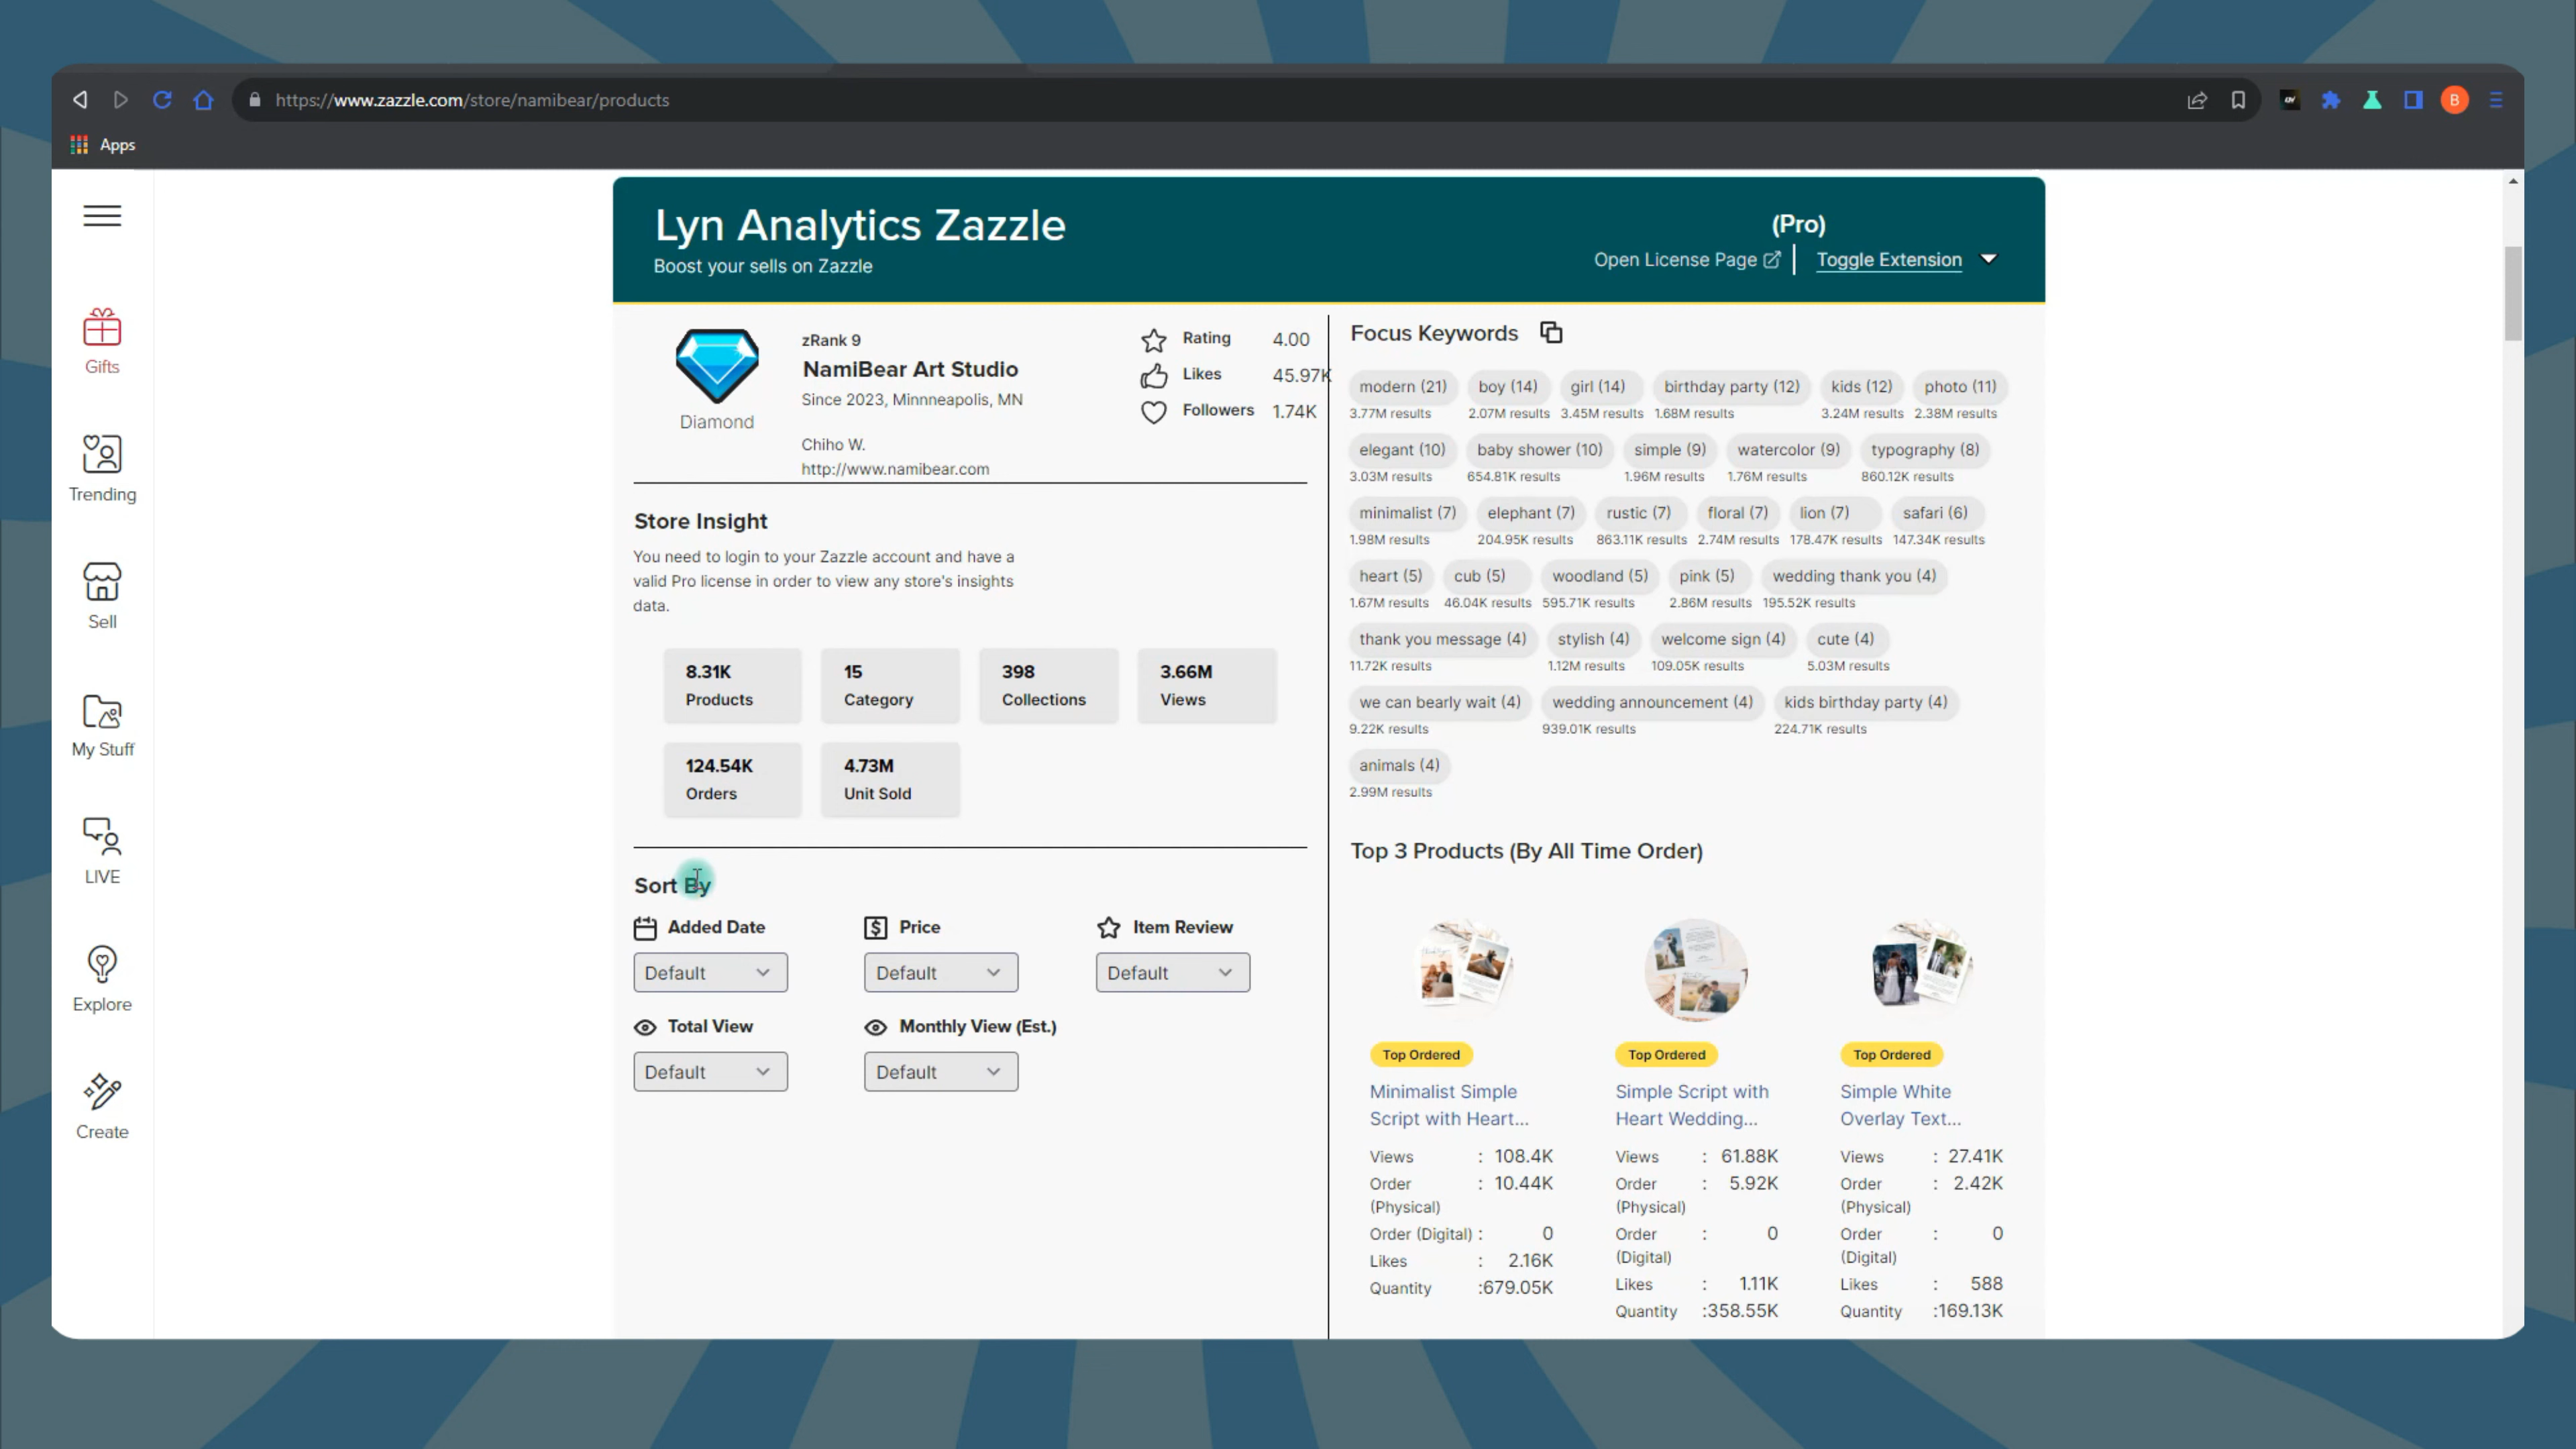 https://www.zazzle.com/store/namibear/products
B
Apps
Gifts
Trending
Sell
My Stuff
LIVE
Explore
Create
Lyn Analytics Zazzle
Boost your sells on Zazzle
(Pro)
Open License Page
Toggle Extension
Diamond
zRank 9
NamiBear Art Studio
Since 2023, Minnneapolis, MN
Chiho W.
http://www.namibear.com
Rating 4.00
Likes 45.97K
Followers 1.74K
Store Insight
You need to login to your Zazzle account and have a
valid Pro license in order to view any store's insights
data.
8.31K 15 398 3.66M
Products Category Collections Views
124.54K 4.73M
Orders Unit Sold
Sort By
Added Date Price Item Review
Default Default Default
Total View Monthly View (Est.)
Default Default
Focus Keywords
modern (21) boy (14) girl (14) birthday party (12) kids (12) photo (11)
3.77M results 2.07M results 3.45M results 1.68M results 3.24M results 2.38M results
elegant (10) baby shower (10) simple (9) watercolor (9) typography (8)
3.03M results 654.81K results 1.96M results 1.76M results 860.12K results
minimalist (7) elephant (7) rustic (7) floral (7) lion (7) safari (6)
1.98M results 204.95K results 863.11K results 2.74M results 178.47K results 147.34K results
heart (5) cub (5) woodland (5) pink (5) wedding thank you (4)
1.67M results 46.04K results 595.71K results 2.86M results 195.52K results
thank you message (4) stylish (4) welcome sign (4) cute (4)
11.72K results 1.12M results 109.05K results 5.03M results
we can bearly wait (4) wedding announcement (4) kids birthday party (4)
9.22K results 939.01K results 224.71K results
animals (4)
2.99M results
Top 3 Products (By All Time Order)
Top Ordered
Minimalist Simple
Script with Heart...
Views : 108.4K
Order : 10.44K
(Physical)
Order (Digital) : 0
Likes : 2.16K
Quantity :679.05K
Top Ordered
Simple Script with
Heart Wedding...
Views : 61.88K
Order : 5.92K
(Physical)
Order : 0
(Digital)
Likes : 1.11K
Quantity :358.55K
Top Ordered
Simple White
Overlay Text...
Views : 27.41K
Order : 2.42K
(Physical)
Order : 0
(Digital)
Likes : 588
Quantity :169.13K